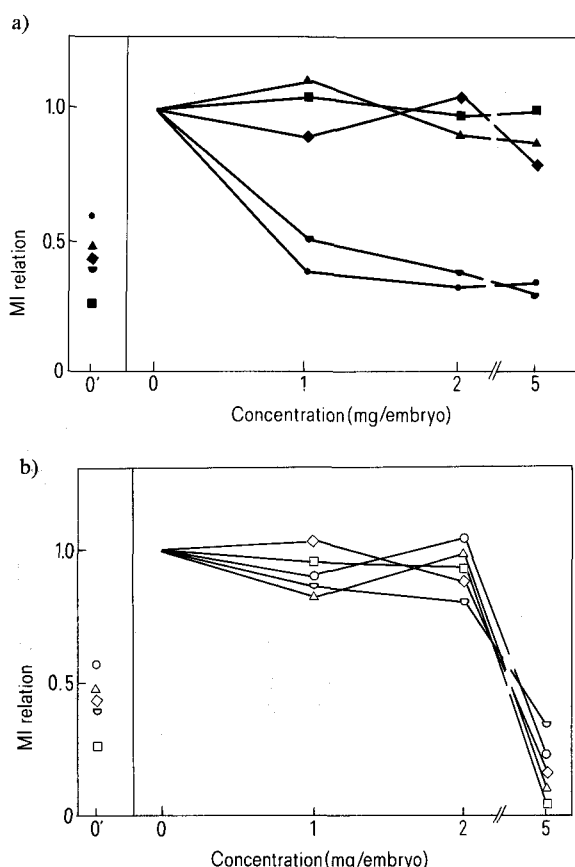 a)
1.0
0.5
0
MI relation
0' 0 1 2 5
Concentration (mg/embryo)
b)
1.0
0.5
0
MI relation
0' 0 1 2 5
Concentration (mg/embryo)